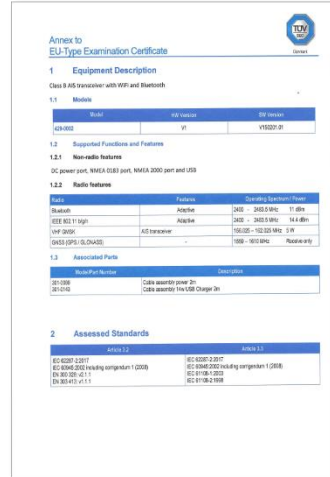 Annex to
EU-Type Examination Certificate
TÜV
1 Equipment Description
Class B AIS transceiver with WiFi and Bluetooth
1.1 Models
Model HW Version SW Version
429-0002 V1 V150201.01
1.2 Supported Functions and Features
1.2.1 Non-radio features
DC power port, NMEA 0183 port, NMEA 2000 port and USB
1.2.2 Radio features
Radio Features Operating Spectrum / Power
Bluetooth Adaptive 2400 - 2483.5 MHz 11 dBm
IEEE 802.11 b/g/n Adaptive 2400 - 2483.5 MHz 14.4 dBm
VHF GMSK AIS transceiver MHz 5 W
GNSS (GPS / GLONASS) - 1559 - 1610 MHz Receive only
1.3 Associated Parts
Model/Part Number Description
Cable assembly power 2m
Cable assembly USB Charger 2m
2 Assessed Standards
Article 3.2 Article 3.3
IEC 62287-2:2017 IEC 62287-2:2017
IEC 60945:2002 including corrigendum 1 (2008) IEC 60945:2002 including corrigendum 1 (2008)
EN 300 328: v2.1.1 IEC 61108-1:2003
EN 303 413: v1.1.1 IEC 61108-2:1998